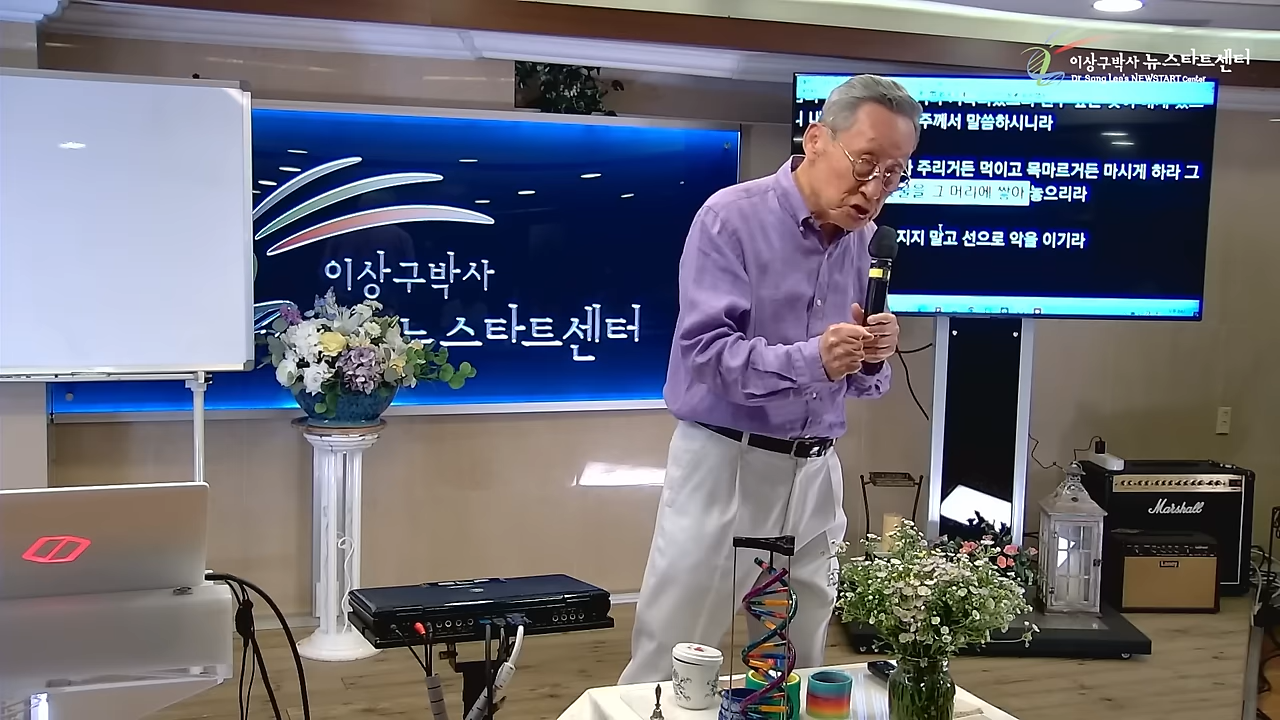 이상구박사 뉴스타트센터
Dr Sang Lee's NEWSTART Center
주께서 말씀하시니라
주리거든 먹이고 목마르거든 마시게 하라 그
그 머리에 쌓아 놓으리라
지지 말고 선으로 악을 이기라
이상구박사
뉴스타트센터
Marshall
Laney